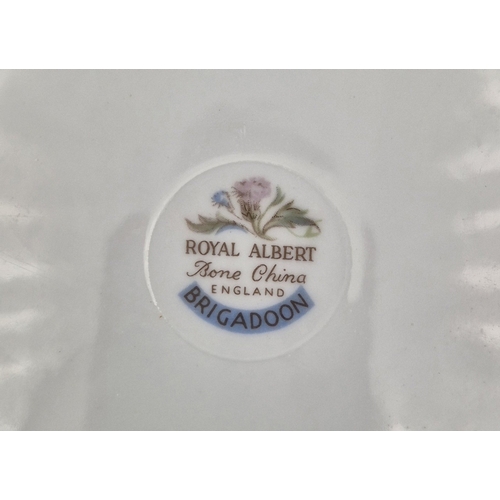 ROYAL ALBERT
Bone China
ENGLAND
BRIGADOON